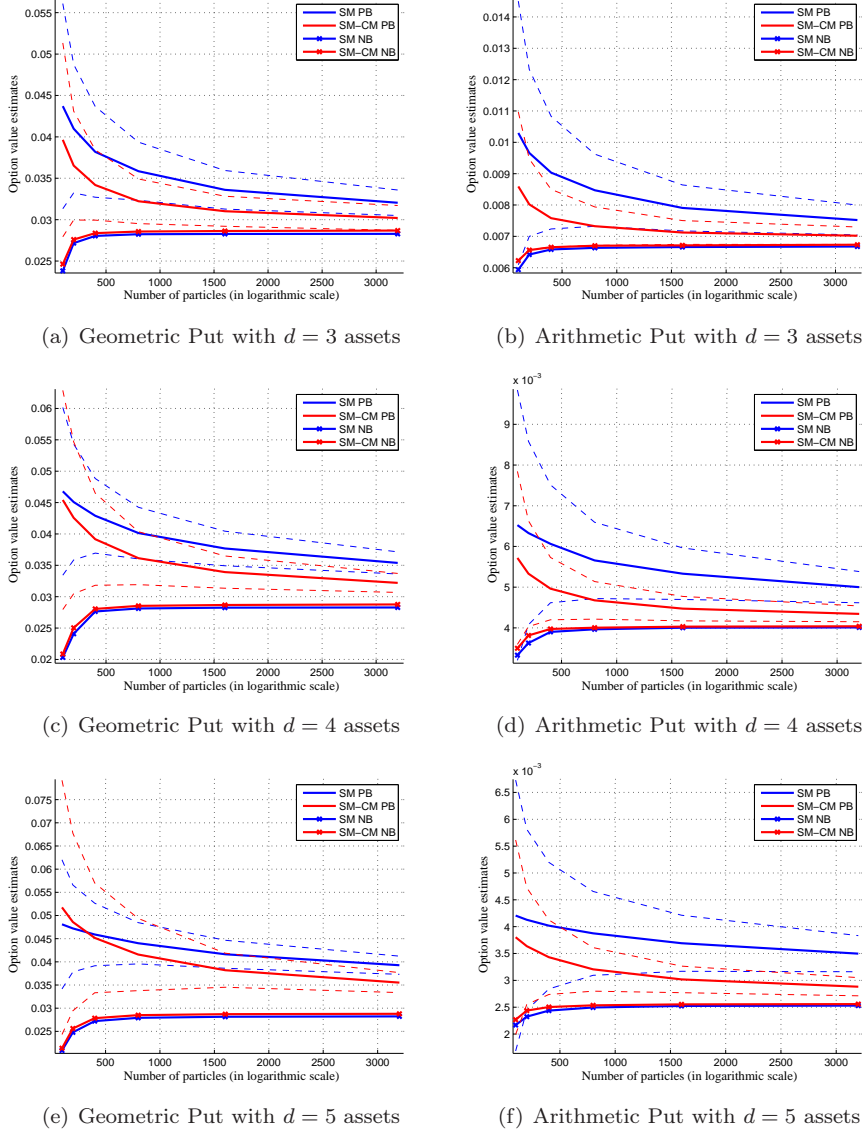 0.055
0.05
0.045
0.04
0.035
0.03
0.025
500 1000 1500 2000 2500 3000
Option value estimates
Number of particles (in logarithmic scale)
SM PB
SM−CM PB
SM NB
SM−CM NB
(a) Geometric Put with d = 3 assets
0.014
0.013
0.012
0.011
0.01
0.009
0.008
0.007
0.006
500 1000 1500 2000 2500 3000
Option value estimates
Number of particles (in logarithmic scale)
SM PB
SM−CM PB
SM NB
SM−CM NB
(b) Arithmetic Put with d = 3 assets
0.06
0.055
0.05
0.045
0.04
0.035
0.03
0.025
0.02
500 1000 1500 2000 2500 3000
Option value estimates
Number of particles (in logarithmic scale)
SM PB
SM−CM PB
SM NB
SM−CM NB
(c) Geometric Put with d = 4 assets
x 10⁻³
9
8
7
6
5
4
500 1000 1500 2000 2500 3000
Option value estimates
Number of particles (in logarithmic scale)
SM PB
SM−CM PB
SM NB
SM−CM NB
(d) Arithmetic Put with d = 4 assets
0.075
0.07
0.065
0.06
0.055
0.05
0.045
0.04
0.035
0.03
0.025
500 1000 1500 2000 2500 3000
Option value estimates
Number of particles (in logarithmic scale)
SM PB
SM−CM PB
SM NB
SM−CM NB
(e) Geometric Put with d = 5 assets
x 10⁻³
6.5
6
5.5
5
4.5
4
3.5
3
2.5
2
500 1000 1500 2000 2500 3000
Option value estimates
Number of particles (in logarithmic scale)
SM PB
SM−CM PB
SM NB
SM−CM NB
(f) Arithmetic Put with d = 5 assets